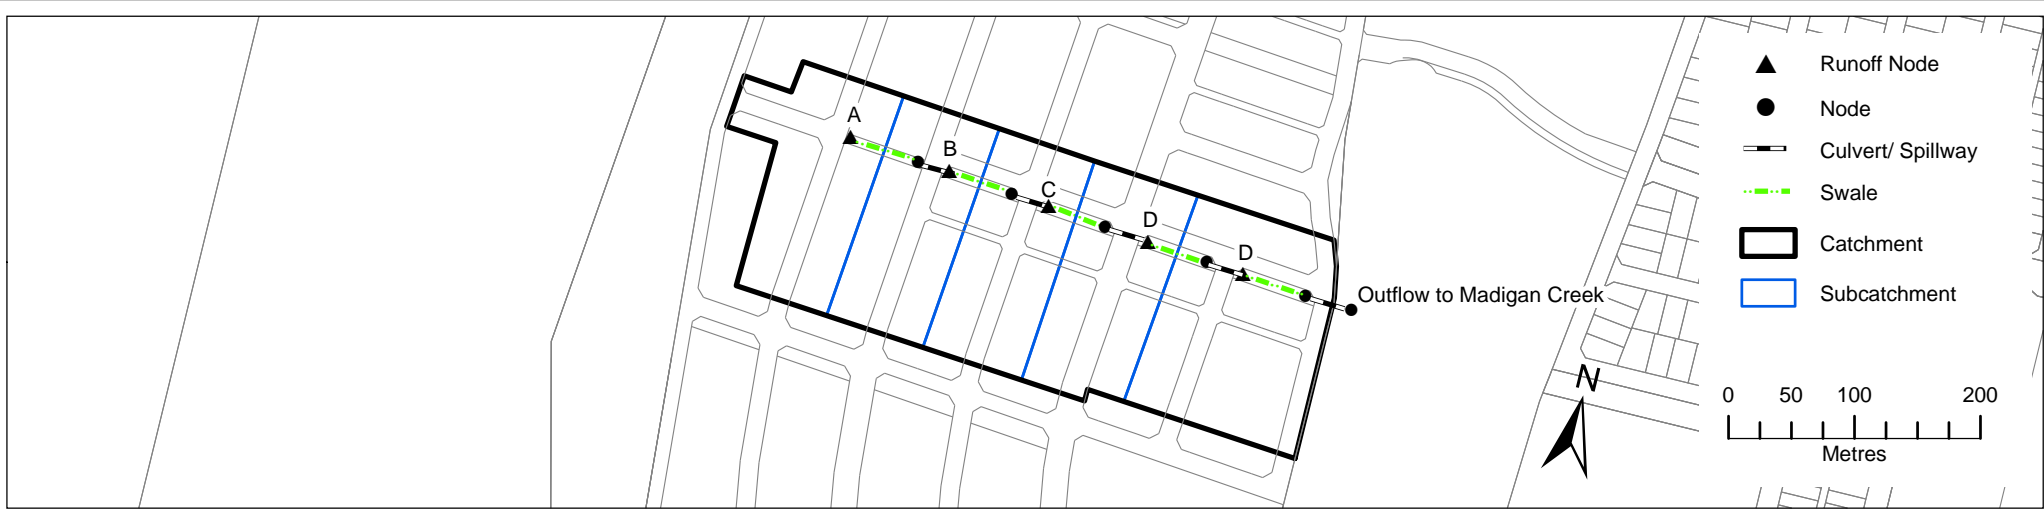 A
B
C
D
D
Outflow to Madigan Creek
Runoff Node
Node
Culvert/ Spillway
Swale
Catchment
Subcatchment
N
0 50 100 200
Metres